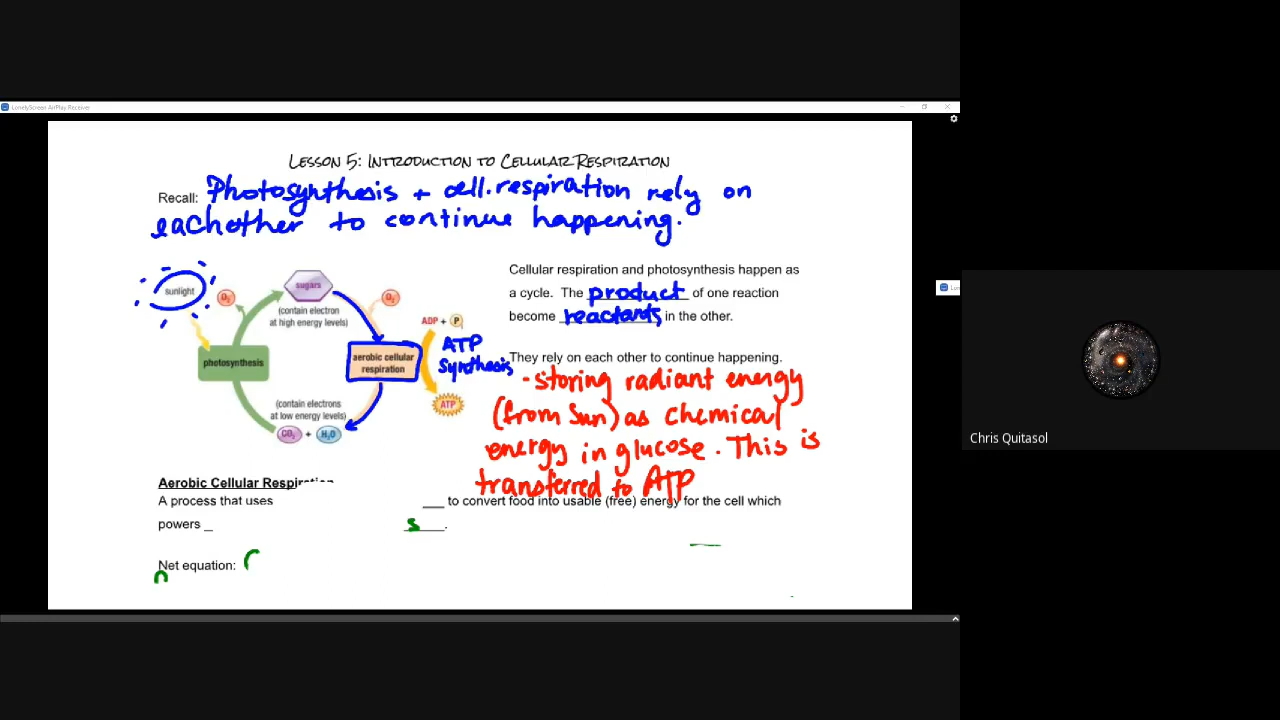 LonelyScreen AirPlay Receiver
LESSON 5: INTRODUCTION TO CELLULAR RESPIRATION
Recall: Photosynthesis + cell. respiration rely on
eachother to continue happening.
sunlight
O₂
sugars
(contain electron
at high energy levels)
O₂
ADP + P
photosynthesis
aerobic cellular
respiration
ATP
Synthesis
ATP
(contain electrons
at low energy levels)
CO₂ + H₂O
Cellular respiration and photosynthesis happen as
a cycle. The product of one reaction
become reactants in the other.
They rely on each other to continue happening.
- storing radiant energy
(from Sun) as chemical
energy in glucose. This is
transferred to ATP
Aerobic Cellular Respiration
A process that uses ___ to convert food into usable (free) energy for the cell which
powers _ s____.
Net equation:
Chris Quitasol